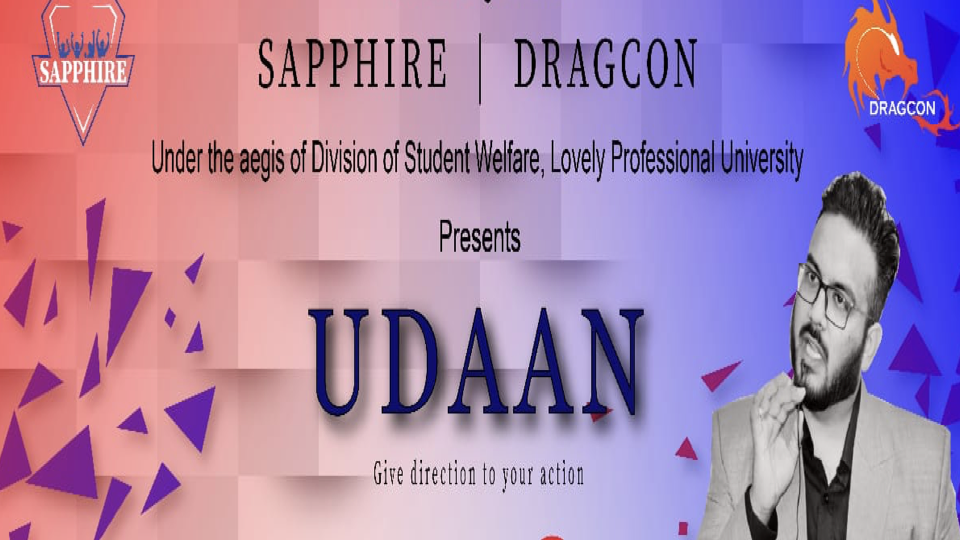 SAPPHIRE
SAPPHIRE | DRAGCON
DRAGCON
Under the aegis of Division of Student Welfare, Lovely Professional University
Presents
UDAAN
Give direction to your action